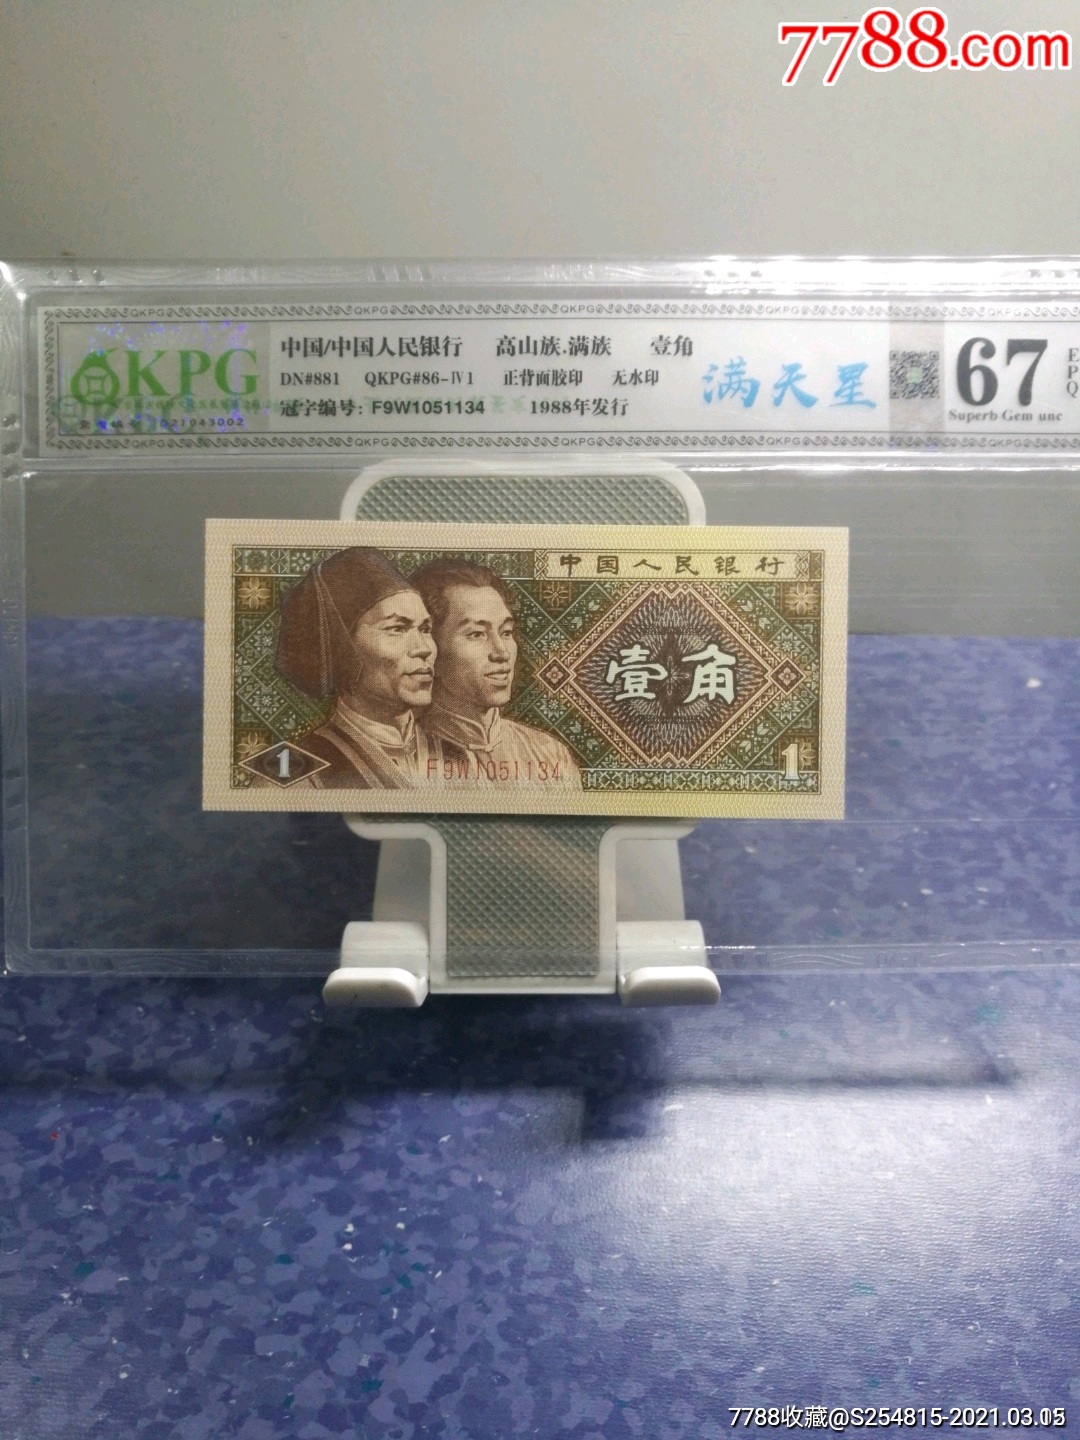 7788.com
QKPG
中国/中国人民银行 高山族.满族 壹角
DN#881 QKPG#86-Ⅳ1 正背面胶印 无水印
冠字编号: F9W1051134 1988年发行
满天星
67
Superb Gem unc
E
P
Q
中国人民银行
壹角
1
F9W1051134
1
7788收藏@S254815-2021.03.05